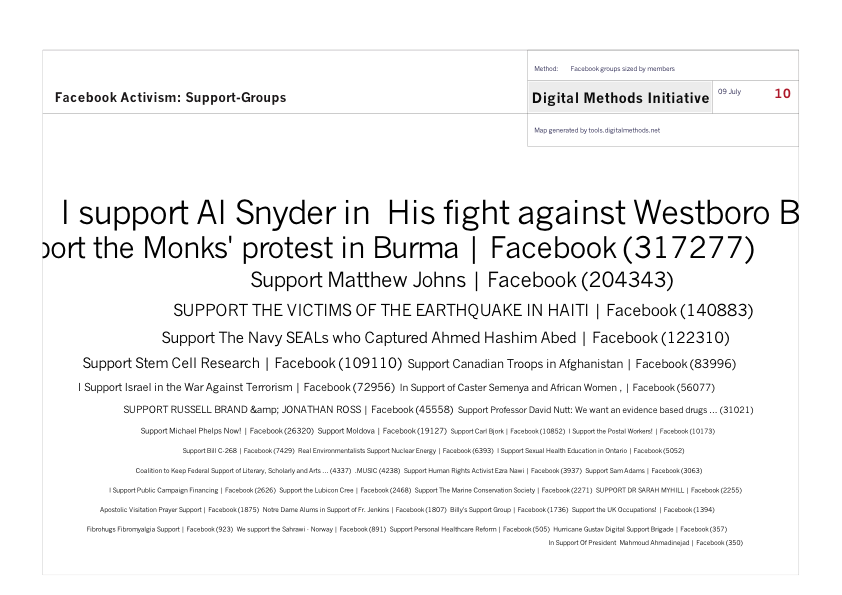 Method: Facebook groups sized by members
Facebook Activism: Support-Groups
Digital Methods Initiative
09 July
10
Map generated by tools.digitalmethods.net
I support Al Snyder in His fight against Westboro B
port the Monks' protest in Burma | Facebook (317277)
Support Matthew Johns | Facebook (204343)
SUPPORT THE VICTIMS OF THE EARTHQUAKE IN HAITI | Facebook (140883)
Support The Navy SEALs who Captured Ahmed Hashim Abed | Facebook (122310)
Support Stem Cell Research | Facebook (109110) Support Canadian Troops in Afghanistan | Facebook (83996)
I Support Israel in the War Against Terrorism | Facebook (72956) In Support of Caster Semenya and African Women , | Facebook (56077)
SUPPORT RUSSELL BRAND &amp; JONATHAN ROSS | Facebook (45558) Support Professor David Nutt: We want an evidence based drugs ... (31021)
Support Michael Phelps Now! | Facebook (26320) Support Moldova | Facebook (19127) Support Carl Bjork | Facebook (10852) I Support the Postal Workers! | Facebook (10173)
Support Bill C-268 | Facebook (7429) Real Environmentalists Support Nuclear Energy | Facebook (6393) I Support Sexual Health Education in Ontario | Facebook (5052)
Coalition to Keep Federal Support of Literary, Scholarly and Arts ... (4337) .MUSIC (4238) Support Human Rights Activist Ezra Nawi | Facebook (3937) Support Sam Adams | Facebook (3063)
I Support Public Campaign Financing | Facebook (2626) Support the Lubicon Cree | Facebook (2468) Support The Marine Conservation Society | Facebook (2271) SUPPORT DR SARAH MYHILL | Facebook (2255)
Apostolic Visitation Prayer Support | Facebook (1875) Notre Dame Alums in Support of Fr. Jenkins | Facebook (1807) Billy's Support Group | Facebook (1736) Support the UK Occupations! | Facebook (1394)
Fibrohugs Fibromyalgia Support | Facebook (923) We support the Sahrawi - Norway | Facebook (891) Support Personal Healthcare Reform | Facebook (505) Hurricane Gustav Digital Support Brigade | Facebook (357)
In Support Of President Mahmoud Ahmadinejad | Facebook (350)